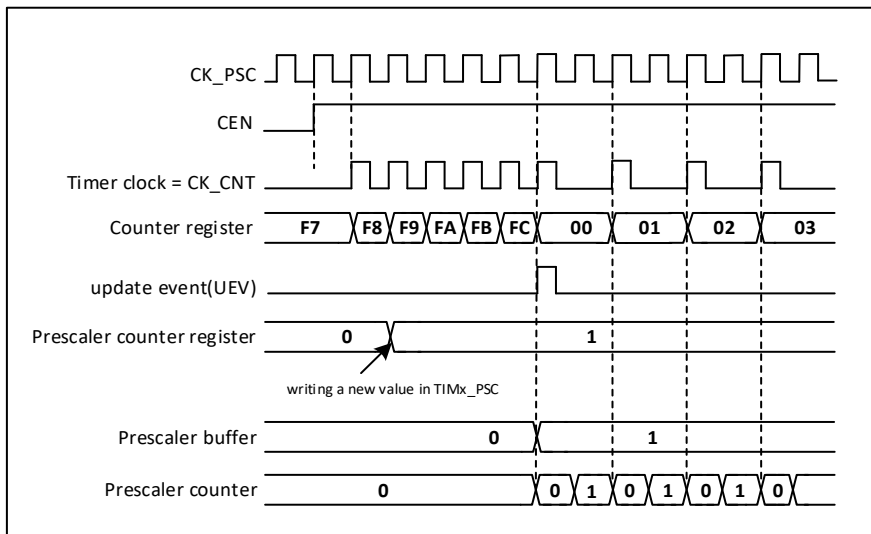 CK_PSC
CEN
Timer clock = CK_CNT
Counter register F7 F8 F9 FA FB FC 00 01 02 03
update event(UEV)
Prescaler counter register 0 1
writing a new value in TIMx_PSC
Prescaler buffer 0 1
Prescaler counter 0 0 1 0 1 0 1 0